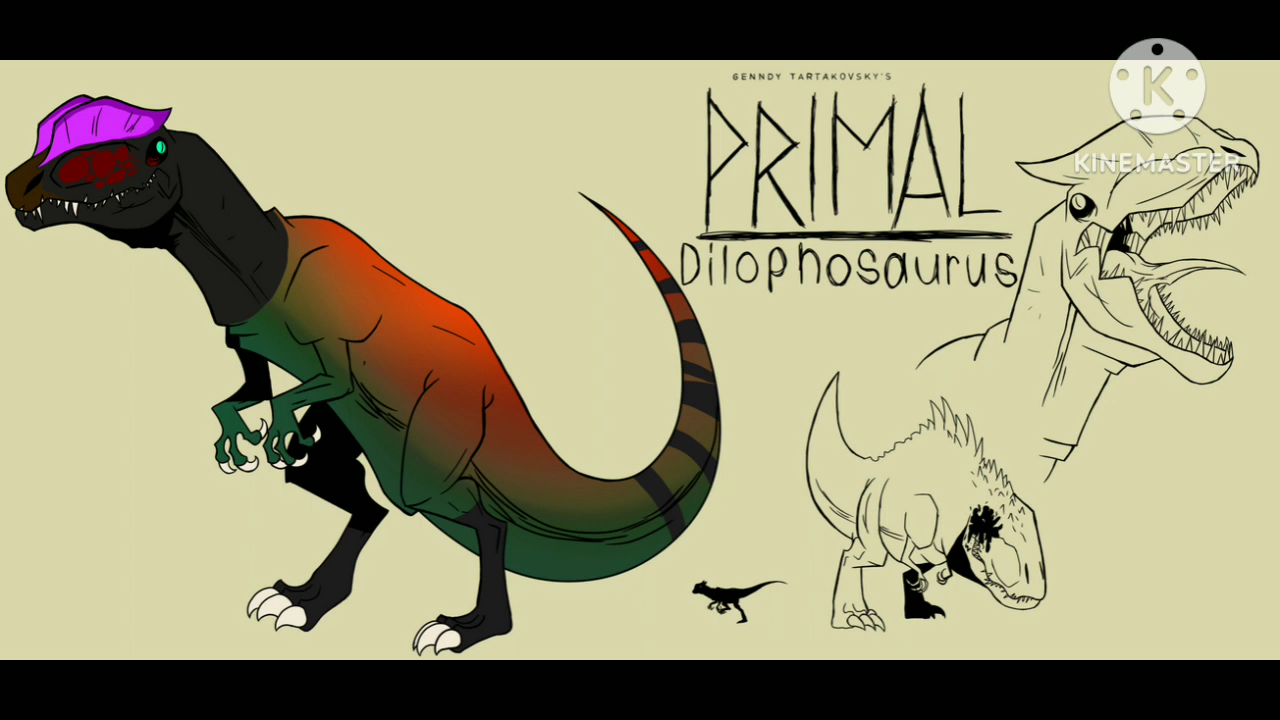 GENNDY TARTAKOVSKY'S
PRIMAL
Dilophosaurus
K
KINEMASTER